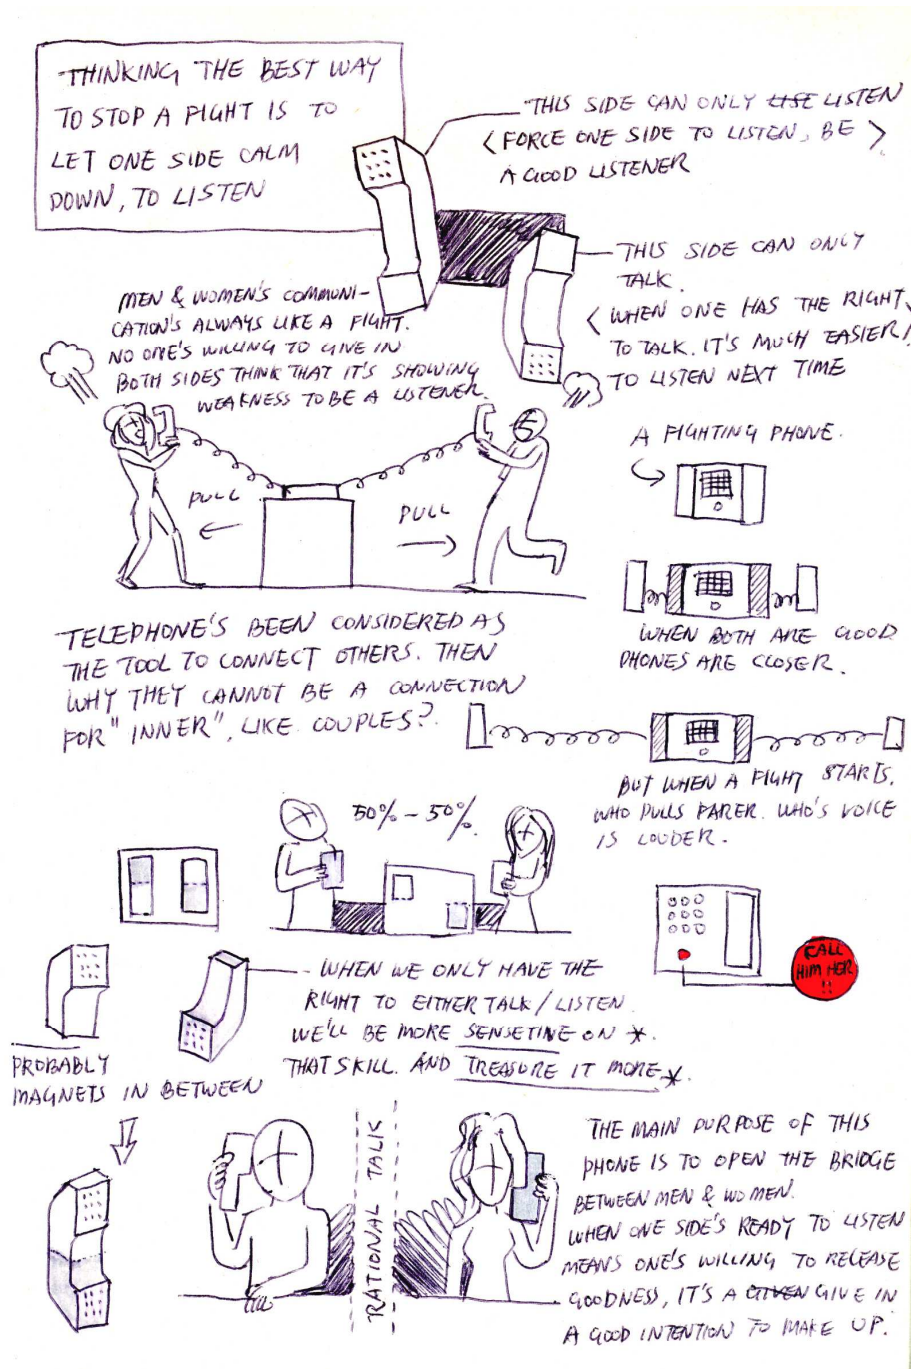 THINKING THE BEST WAY
TO STOP A FIGHT IS TO
LET ONE SIDE CALM
DOWN, TO LISTEN
THIS SIDE CAN ONLY USE LISTEN
<FORCE ONE SIDE TO LISTEN, BE>
A GOOD LISTENER
THIS SIDE CAN ONLY
TALK.
<WHEN ONE HAS THE RIGHT>
TO TALK. IT'S MUCH EASIER!
TO LISTEN NEXT TIME
MEN & WOMEN'S COMMUNI-
CATION'S ALWAYS LIKE A FIGHT.
NO ONE'S WILLING TO GIVE IN
BOTH SIDES THINK THAT IT'S SHOWING
WEAKNESS TO BE A LISTENER.
PULL
PULL
A FIGHTING PHONE.
WHEN BOTH ARE GOOD
PHONES ARE CLOSER.
TELEPHONE'S BEEN CONSIDERED AS
THE TOOL TO CONNECT OTHERS. THEN
WHY THEY CANNOT BE A CONNECTION
FOR "INNER", LIKE COUPLES?
BUT WHEN A FIGHT STARTS,
WHO PULLS FARER. WHO'S VOICE
IS LOUDER.
50% - 50%.
CALL
HIM HER
!!
WHEN WE ONLY HAVE THE
RIGHT TO EITHER TALK/LISTEN.
WE'LL BE MORE SENSETINE ON *.
THAT SKILL. AND TREASURE IT MORE *.
PROBABLY
MAGNETS IN BETWEEN
RATIONAL TALK
THE MAIN PURPOSE OF THIS
PHONE IS TO OPEN THE BRIDGE
BETWEEN MEN & WOMEN.
WHEN ONE SIDE'S READY TO LISTEN
MEANS ONE'S WILLING TO RELEASE
GOODNESS, IT'S A GIVEN GIVE IN
A GOOD INTENTION TO MAKE UP.